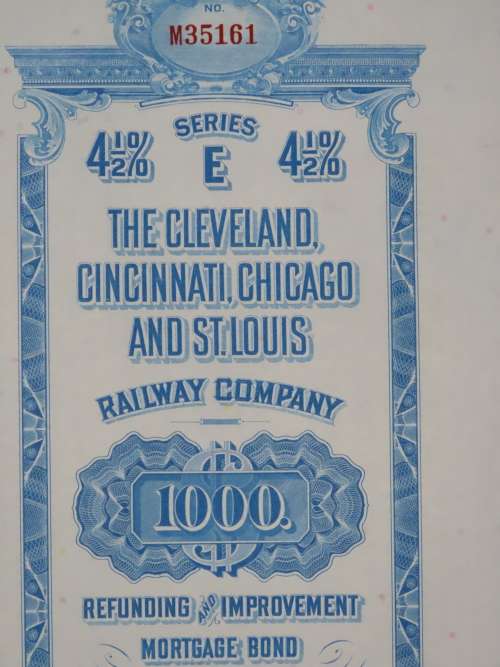 NO.
M35161
SERIES
4½% E 4½%
THE CLEVELAND,
CINCINNATI, CHICAGO
AND ST. LOUIS
RAILWAY COMPANY
$
1000.
REFUNDING AND IMPROVEMENT
MORTGAGE BOND